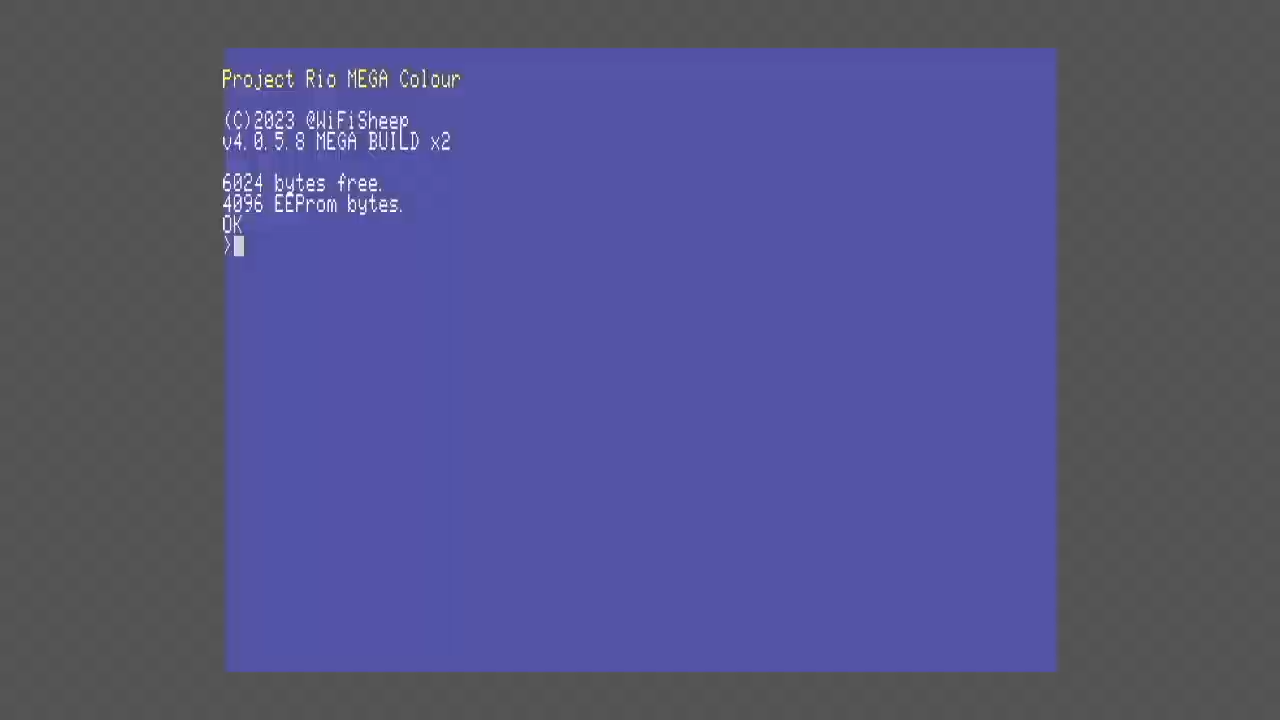 Project Rio MEGA Colour
(C)2023 @WiFiSheep
v4.0.5.8 MEGA BUILD x2
6024 bytes free.
4096 EEProm bytes.
OK
>